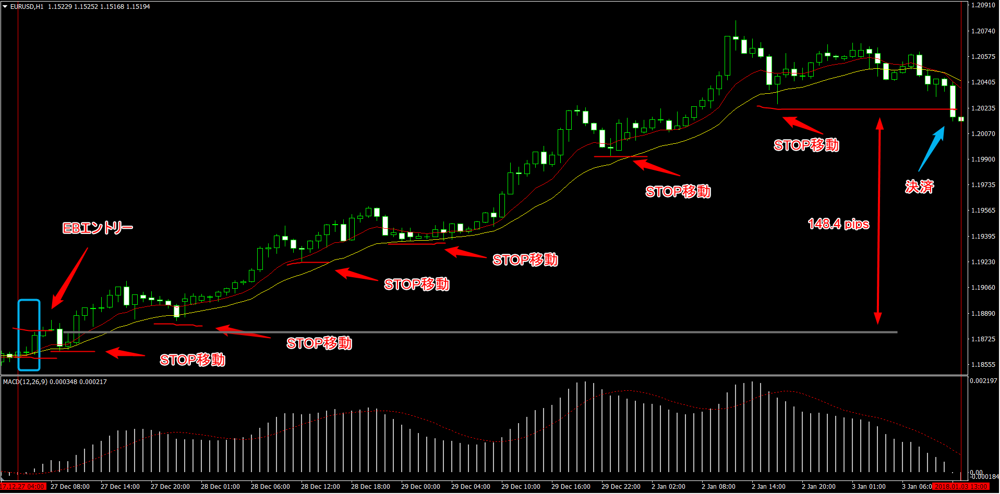 EURUSD,H1 1.15229 1.15252 1.15168 1.15194
1.20910
1.20740
1.20575
1.20405
1.20235
1.20070
1.19900
1.19735
1.19565
1.19395
1.19230
1.19060
1.18890
1.18725
1.18555
STOP移動
決済
STOP移動
148.4 pips
EBエントリー
STOP移動
STOP移動
STOP移動
STOP移動
MACD(12,26,9) 0.000348 0.000217
0.002197
0.00
-0.000184
17.12.27 04:00 27 Dec 08:00 27 Dec 14:00 27 Dec 20:00 28 Dec 01:00 28 Dec 06:00 28 Dec 12:00 28 Dec 18:00 29 Dec 00:00 29 Dec 04:00 29 Dec 10:00 29 Dec 16:00 29 Dec 22:00 2 Jan 02:00 2 Jan 08:00 2 Jan 14:00 2 Jan 20:00 3 Jan 01:00 3 Jan 06:0 2018.01.03 13:00